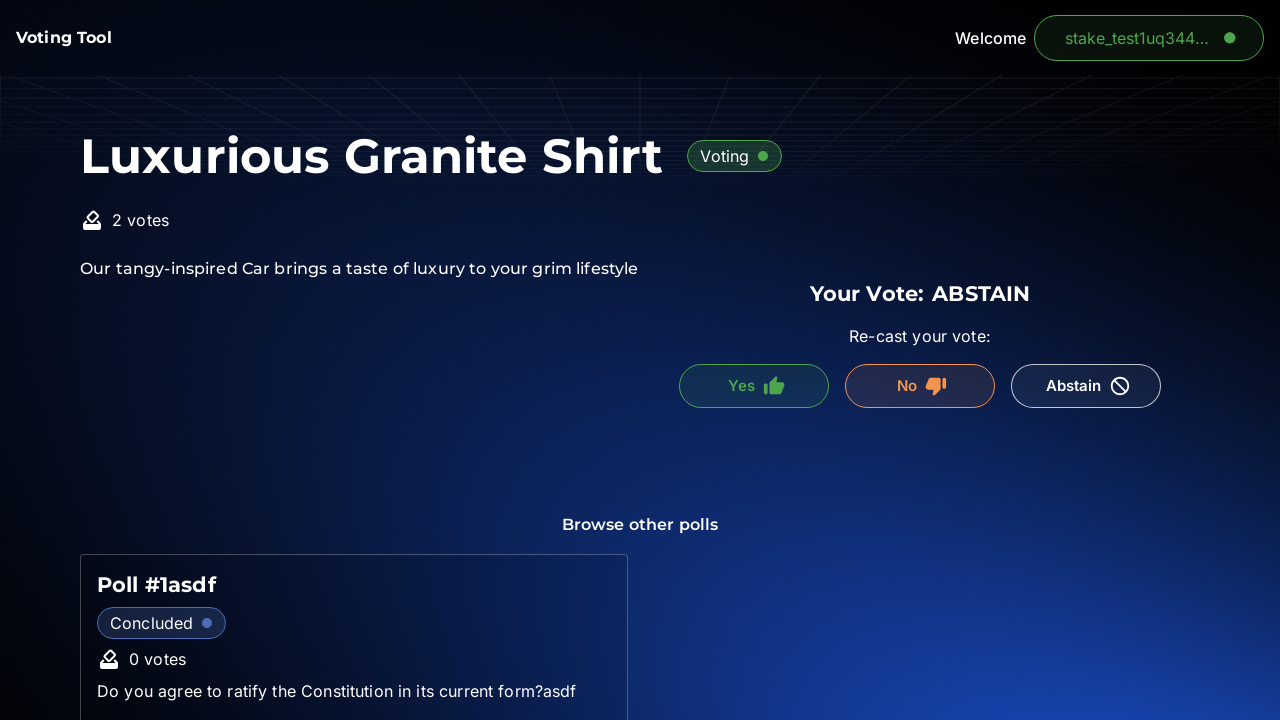 Voting Tool
Welcome
stake_test1uq344...
Luxurious Granite Shirt
Voting
2 votes
Our tangy-inspired Car brings a taste of luxury to your grim lifestyle
Your Vote: ABSTAIN
Re-cast your vote:
Yes
No
Abstain
Browse other polls
Poll #1asdf
Concluded
0 votes
Do you agree to ratify the Constitution in its current form?asdf